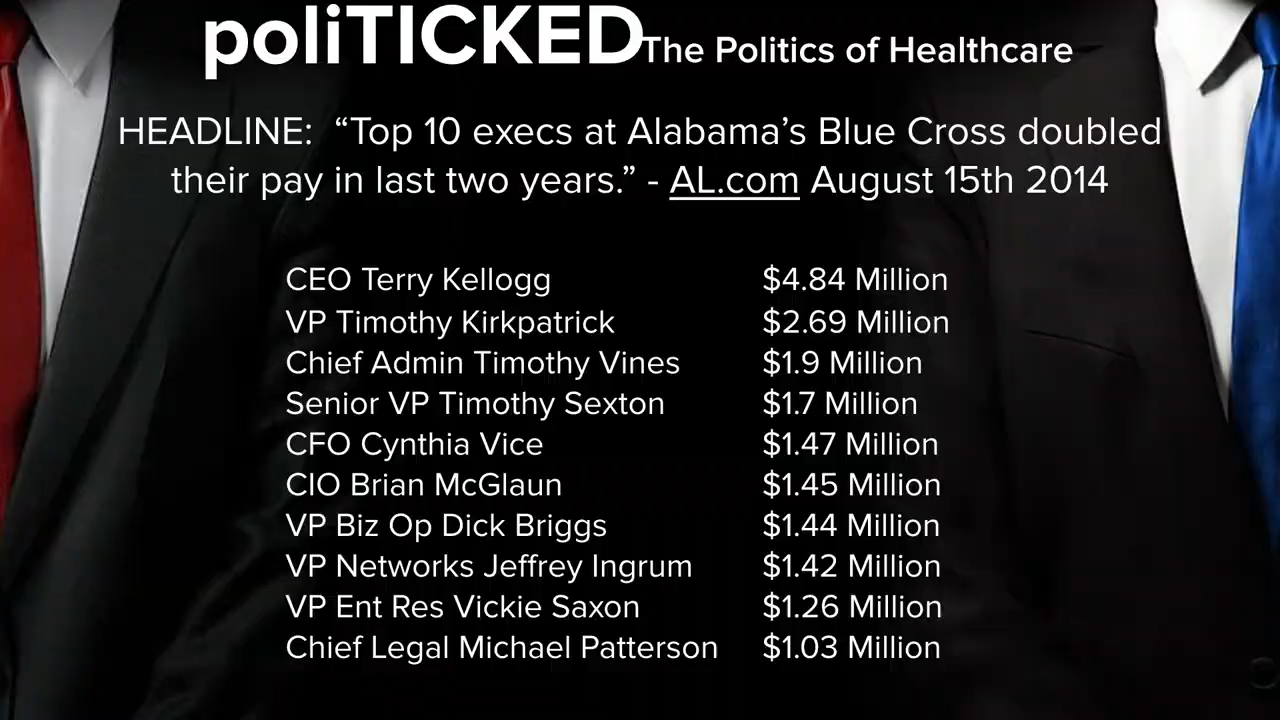 poliTICKED The Politics of Healthcare
HEADLINE: “Top 10 execs at Alabama’s Blue Cross doubled
their pay in last two years.” - AL.com August 15th 2014
CEO Terry Kellogg $4.84 Million
VP Timothy Kirkpatrick $2.69 Million
Chief Admin Timothy Vines $1.9 Million
Senior VP Timothy Sexton $1.7 Million
CFO Cynthia Vice $1.47 Million
CIO Brian McGlaun $1.45 Million
VP Biz Op Dick Briggs $1.44 Million
VP Networks Jeffrey Ingrum $1.42 Million
VP Ent Res Vickie Saxon $1.26 Million
Chief Legal Michael Patterson $1.03 Million